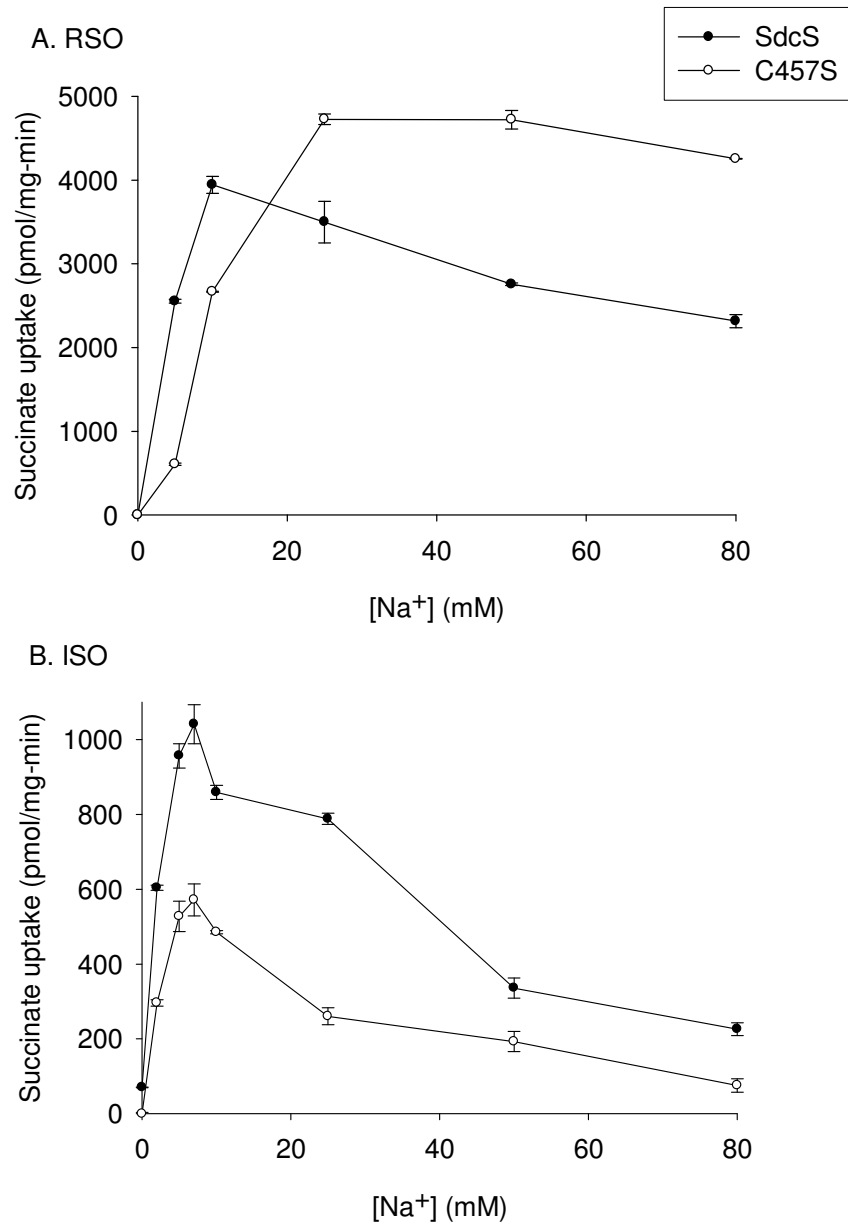 A. RSO
SdcS
C457S
5000
4000
3000
2000
1000
0
Succinate uptake (pmol/mg-min)
0 20 40 60 80
[Na+] (mM)
B. ISO
1000
800
600
400
200
0
Succinate uptake (pmol/mg-min)
0 20 40 60 80
[Na+] (mM)